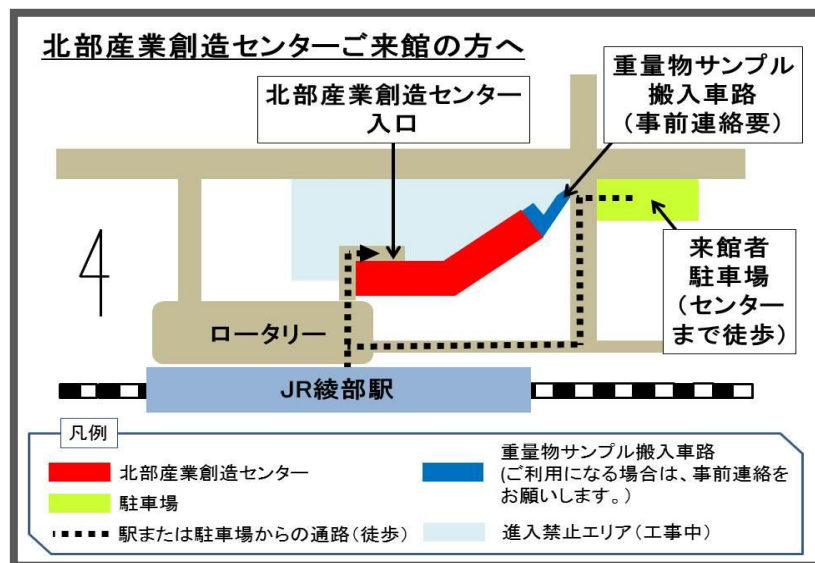 北部産業創造センターご来館の方へ
重量物サンプル
搬入車路
（事前連絡要）
北部産業創造センター
入口
来館者
駐車場
（センター
まで徒歩）
ロータリー
JR綾部駅
凡例
北部産業創造センター
駐車場
駅または駐車場からの通路（徒歩）
重量物サンプル搬入車路
(ご利用になる場合は、事前連絡を
お願いします。）
進入禁止エリア（工事中）